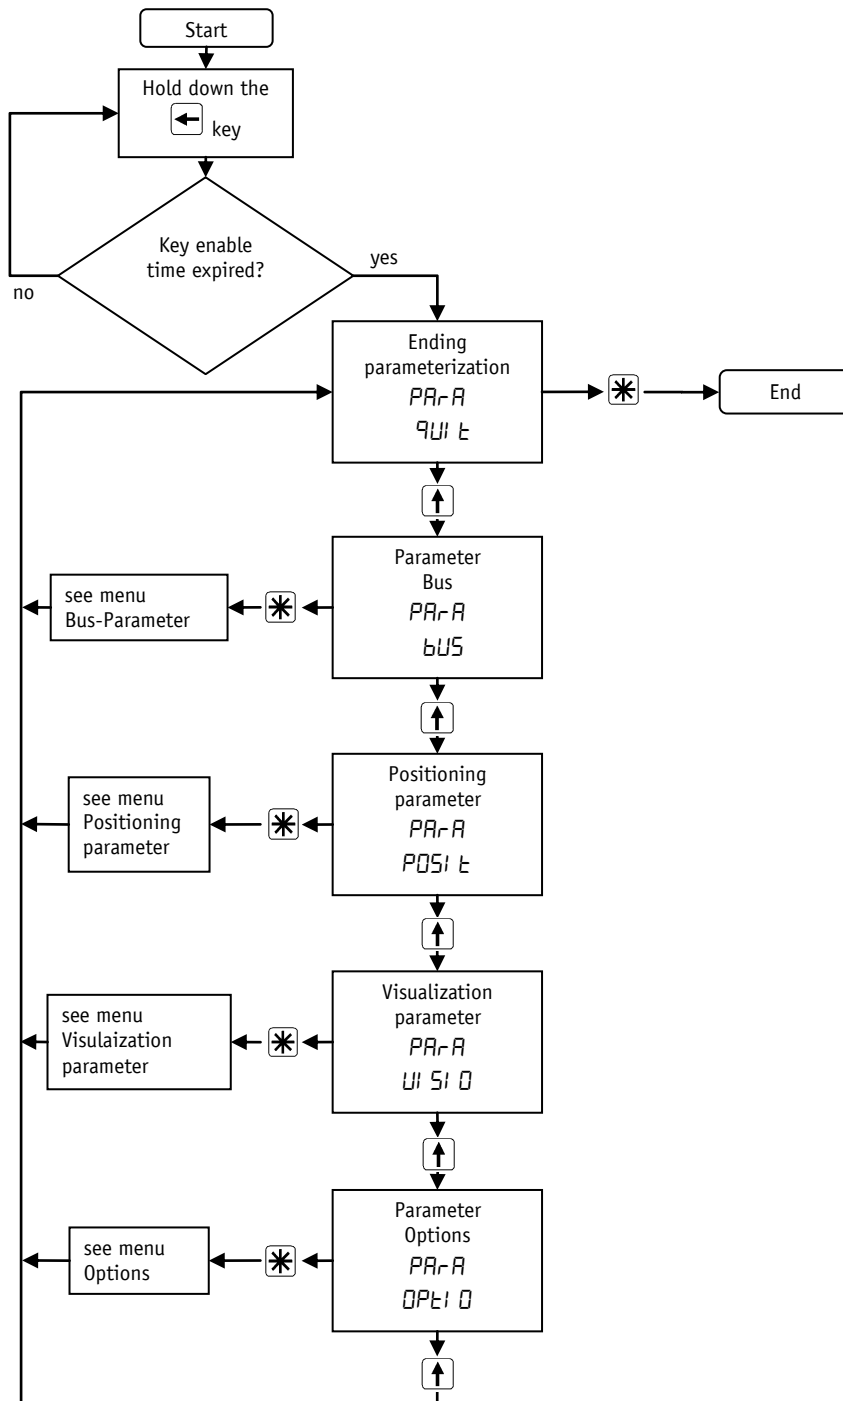 Start
Hold down the
key
Key enable
time expired?
yes
no
Ending
parameterization
PArA
qUIt
End
Parameter
Bus
PArA
bUS
see menu
Bus-Parameter
Positioning
parameter
PArA
POSIt
see menu
Positioning
parameter
Visualization
parameter
PArA
UISIO
see menu
Visulaization
parameter
Parameter
Options
PArA
OPtIO
see menu
Options